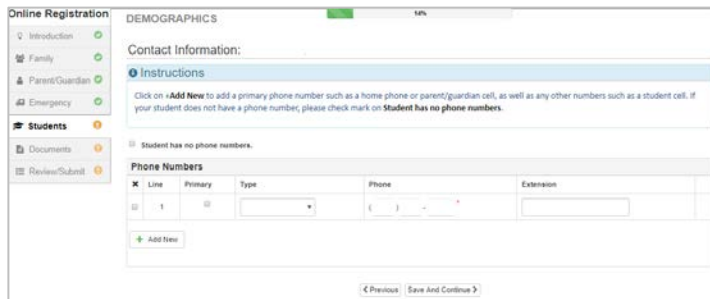 Online Registration
DEMOGRAPHICS
14%
Introduction
Family
Parent/Guardian
Emergency
Students
Documents
Review/Submit
Contact Information:
Instructions
Click on +Add New to add a primary phone number such as a home phone or parent/guardian cell, as well as any other numbers such as a student cell. If
your student does not have a phone number, please check mark on Student has no phone numbers.
Student has no phone numbers.
Phone Numbers
✖ Line Primary Type Phone Extension
1 ( ) - *
+ Add New
< Previous Save And Continue >